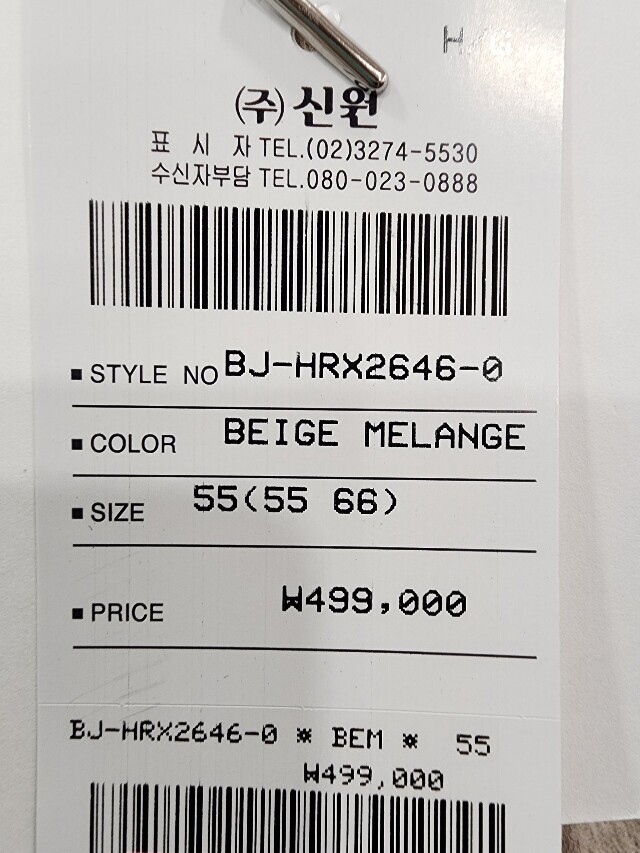 (주) 신원
표 시 자 TEL.(02)3274-5530
수신자부담 TEL.080-023-0888
■ STYLE NO BJ-HRX2646-0
■ COLOR BEIGE MELANGE
■ SIZE 55(55 66)
■ PRICE ₩499,000
BJ-HRX2646-0 * BEM * 55
₩499,000